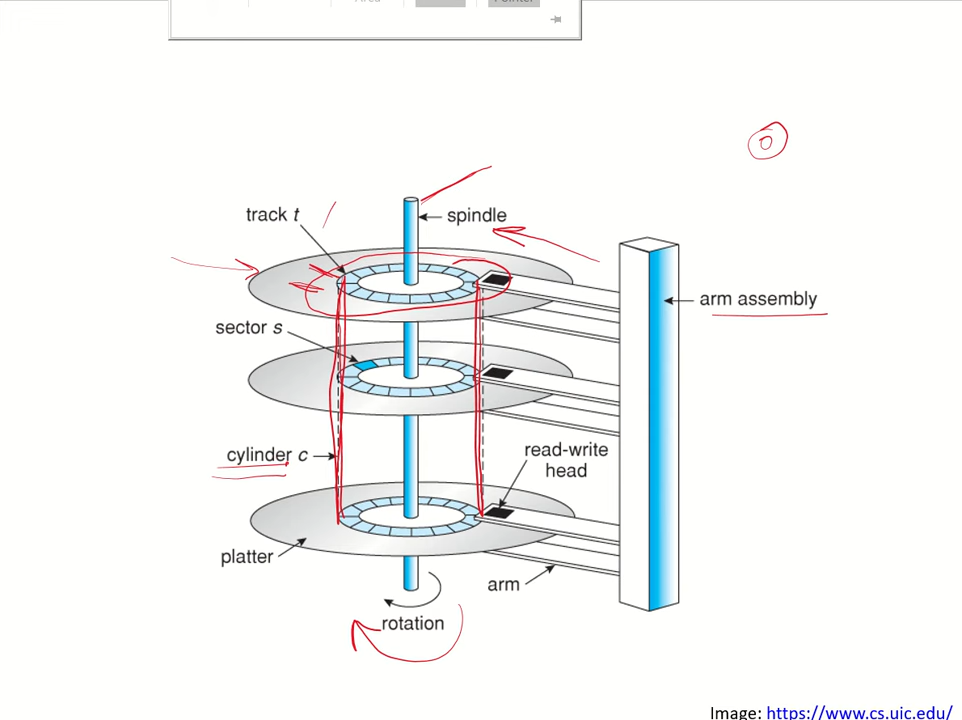 track t
spindle
arm assembly
sector s
cylinder c
read-write
head
platter
arm
rotation
Image: https://www.cs.uic.edu/